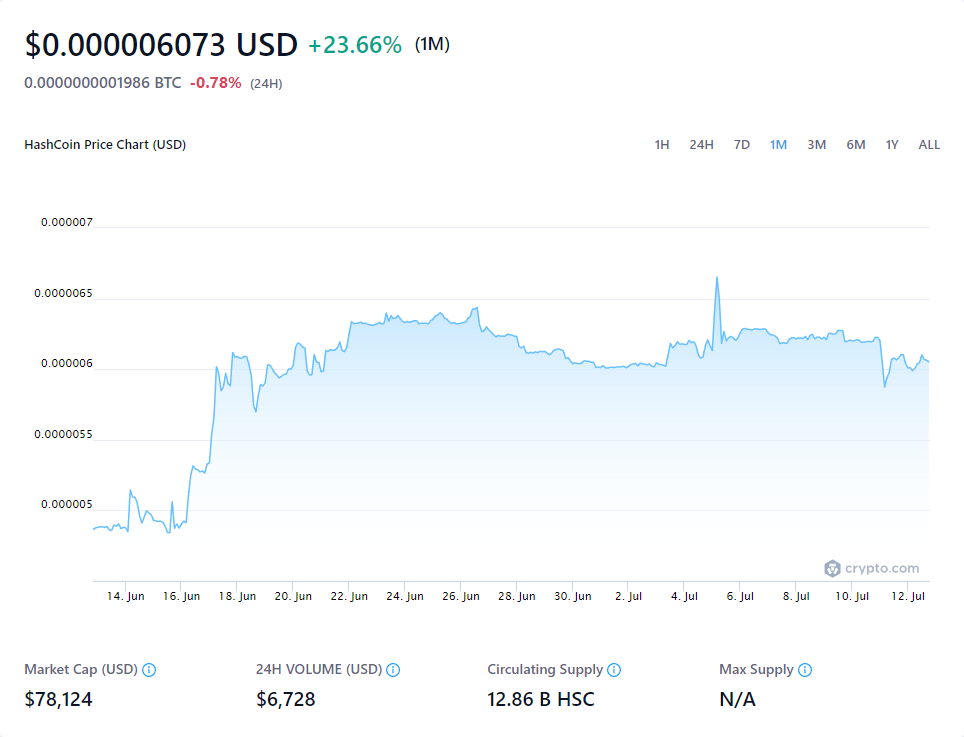 $0.000006073 USD +23.66% (1M)
0.0000000001986 BTC -0.78% (24H)
HashCoin Price Chart (USD) 1H 24H 7D 1M 3M 6M 1Y ALL
0.000007
0.0000065
0.000006
0.0000055
0.000005
crypto.com
14. Jun 16. Jun 18. Jun 20. Jun 22. Jun 24. Jun 26. Jun 28. Jun 30. Jun 2. Jul 4. Jul 6. Jul 8. Jul 10. Jul 12. Jul
Market Cap (USD) 24H VOLUME (USD) Circulating Supply Max Supply
$78,124 $6,728 12.86 B HSC N/A